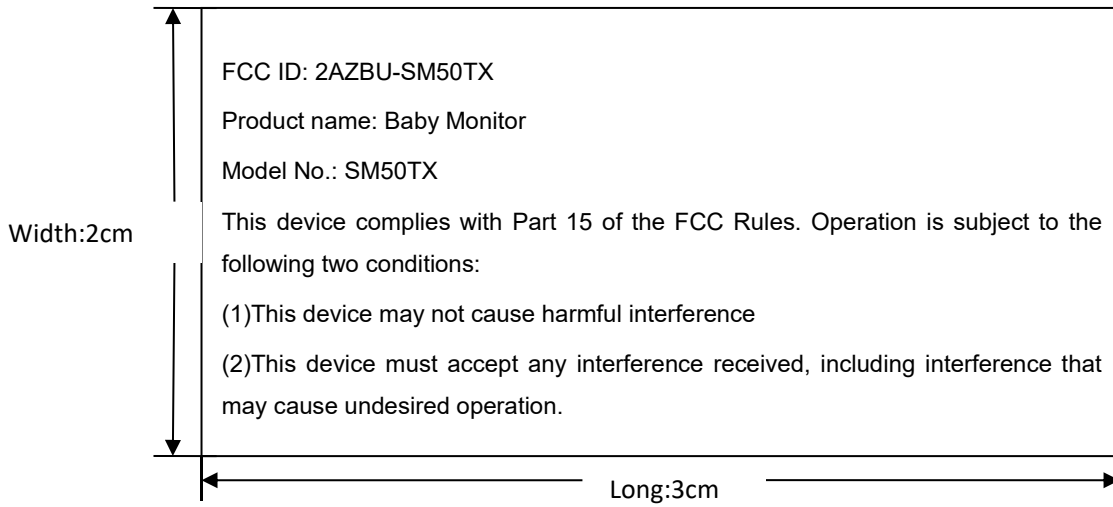 FCC ID: 2AZBU-SM50TX
Product name: Baby Monitor
Model No.: SM50TX
This device complies with Part 15 of the FCC Rules. Operation is subject to the
following two conditions:
(1)This device may not cause harmful interference
(2)This device must accept any interference received, including interference that
may cause undesired operation.
Width:2cm
Long:3cm